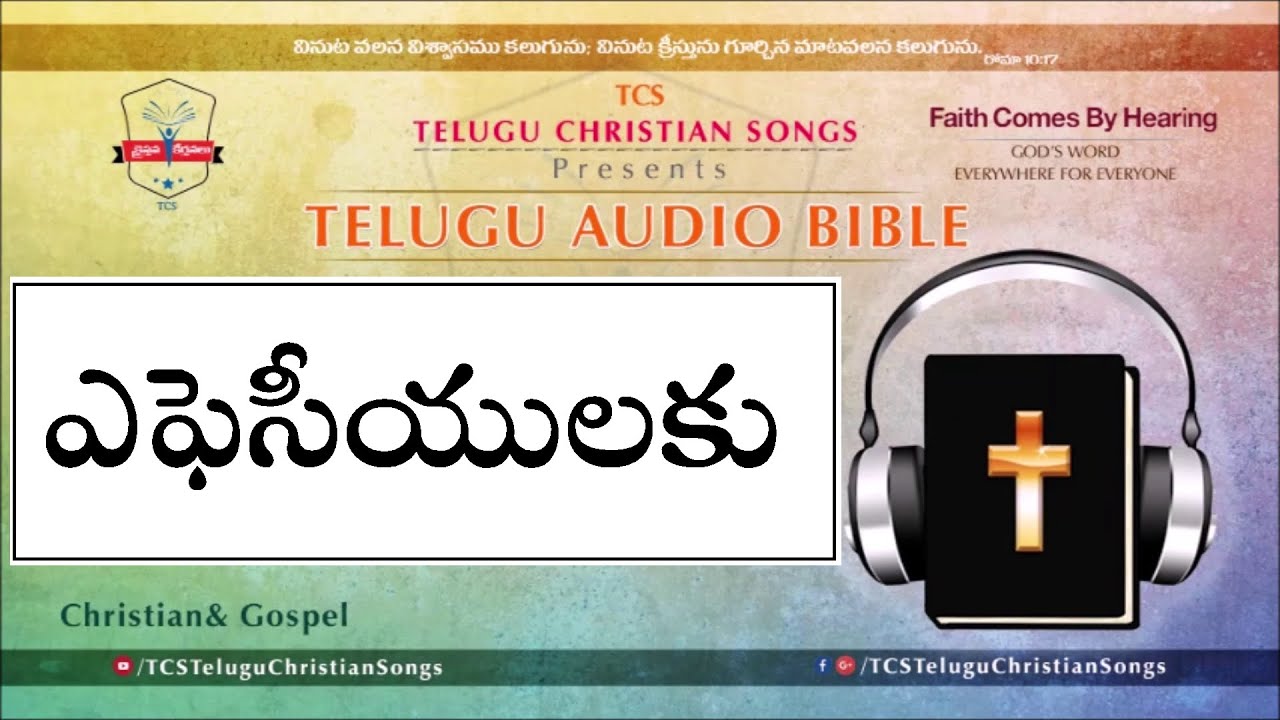 వినుట వలన విశ్వాసము కలుగును; వినుట క్రీస్తును గూర్చిన మాటవలన కలుగును.
రోమా 10:17
TCS
TELUGU CHRISTIAN SONGS
Presents
Faith Comes By Hearing
GOD'S WORD
EVERYWHERE FOR EVERYONE
క్రైస్తవ కీర్తనలు
TCS
TELUGU AUDIO BIBLE
ఎఫెసీయులకు
Christian& Gospel
/TCSTeluguChristianSongs
/TCSTeluguChristianSongs